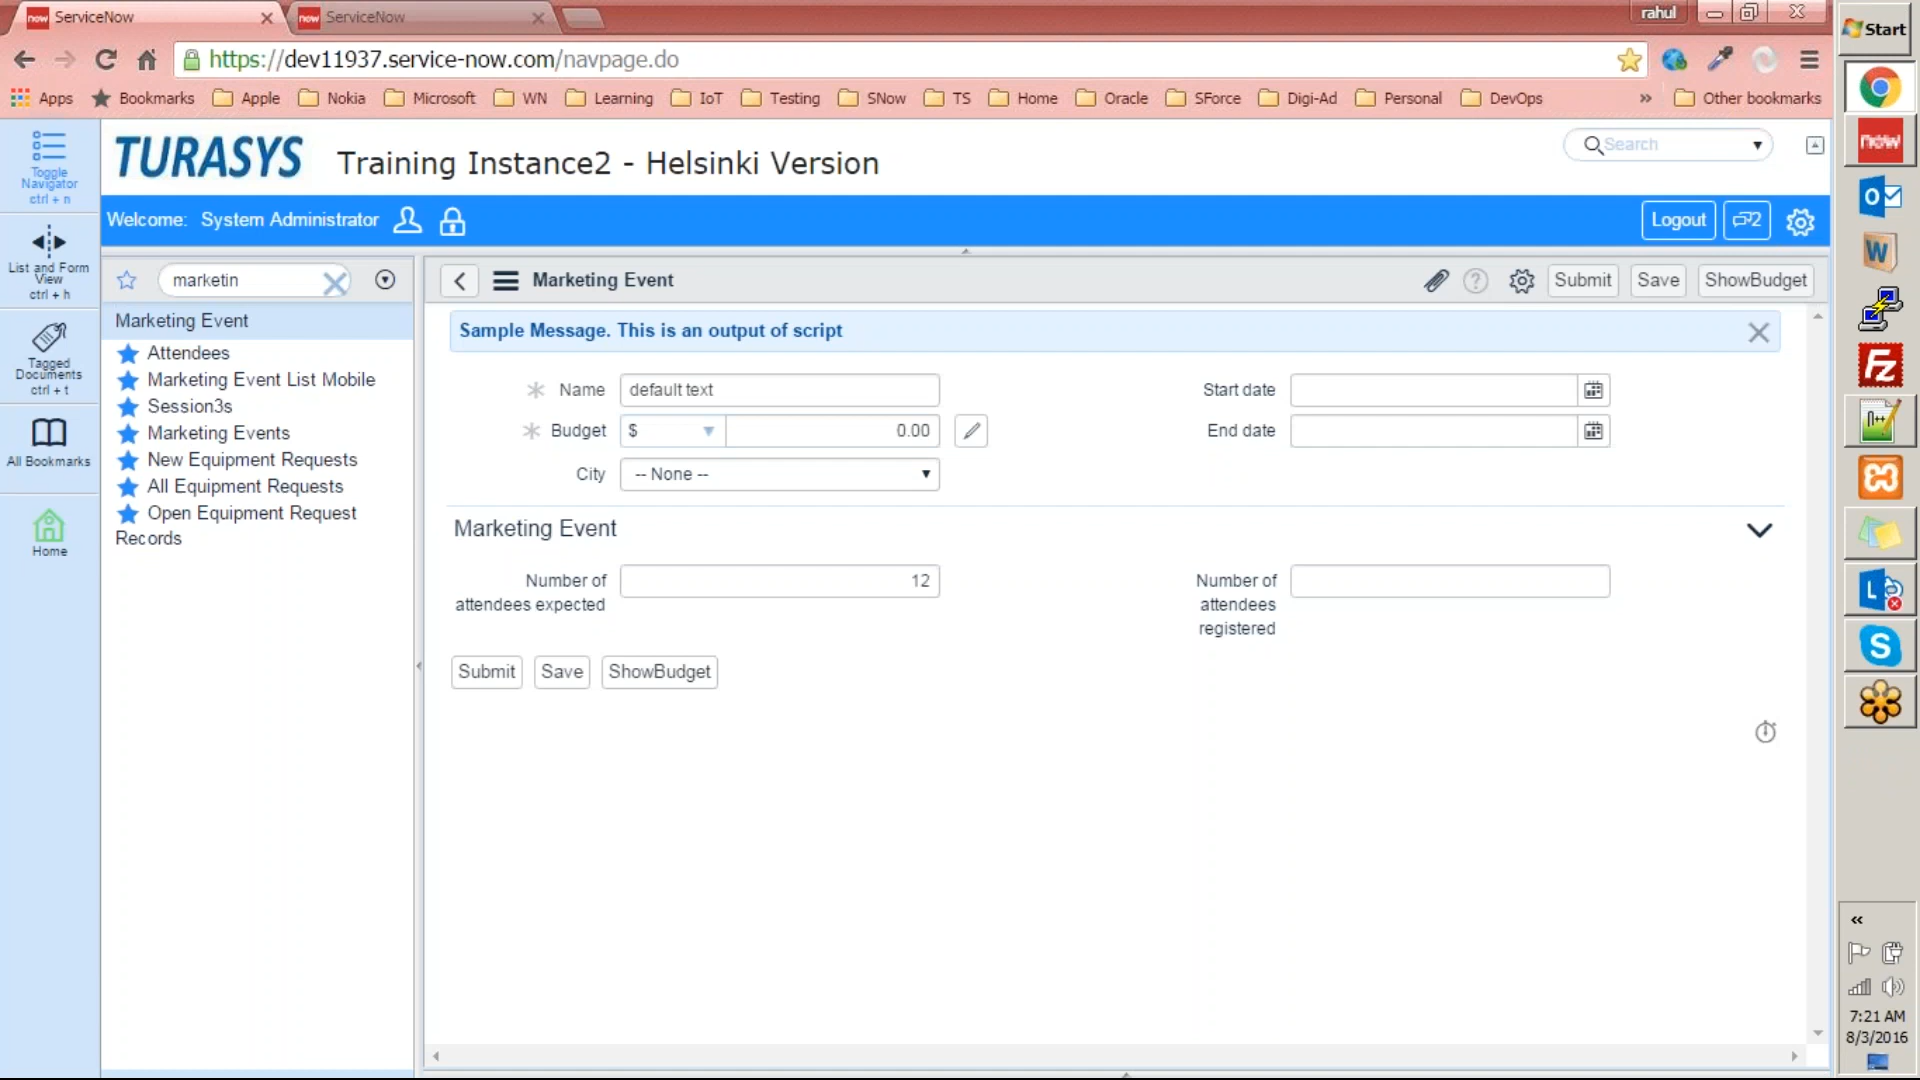 ServiceNow
ServiceNow
rahul
Start
https://dev11937.service-now.com/navpage.do
Apps
Bookmarks
Apple
Nokia
Microsoft
WN
Learning
IoT
Testing
SNow
TS
Home
Oracle
SForce
Digi-Ad
Personal
DevOps
»
Other bookmarks
Toggle
Navigator
ctrl + n
TURASYS
Training Instance2 - Helsinki Version
Search
Welcome: System Administrator
Logout
2
List and Form
View
ctrl + h
marketin
Marketing Event
Submit
Save
ShowBudget
Marketing Event
Attendees
Marketing Event List Mobile
Session3s
Marketing Events
New Equipment Requests
All Equipment Requests
Open Equipment Request
Records
Tagged
Documents
ctrl + t
All Bookmarks
Home
Sample Message. This is an output of script
Name
default text
Start date
Budget
$
0.00
End date
City
-- None --
Marketing Event
Number of
attendees expected
12
Number of
attendees
registered
Submit
Save
ShowBudget
now
now
now
7:21 AM
8/3/2016